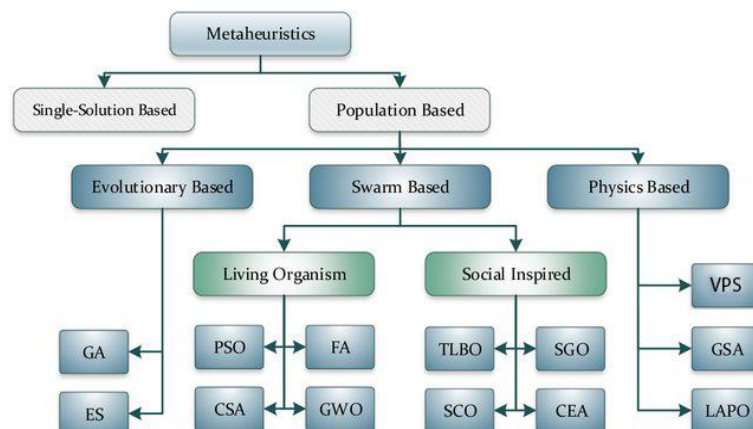 Metaheuristics
Single-Solution Based
Population Based
Evolutionary Based
Swarm Based
Physics Based
Living Organism
Social Inspired
VPS
GA
PSO
FA
TLBO
SGO
GSA
ES
CSA
GWO
SCO
CEA
LAPO